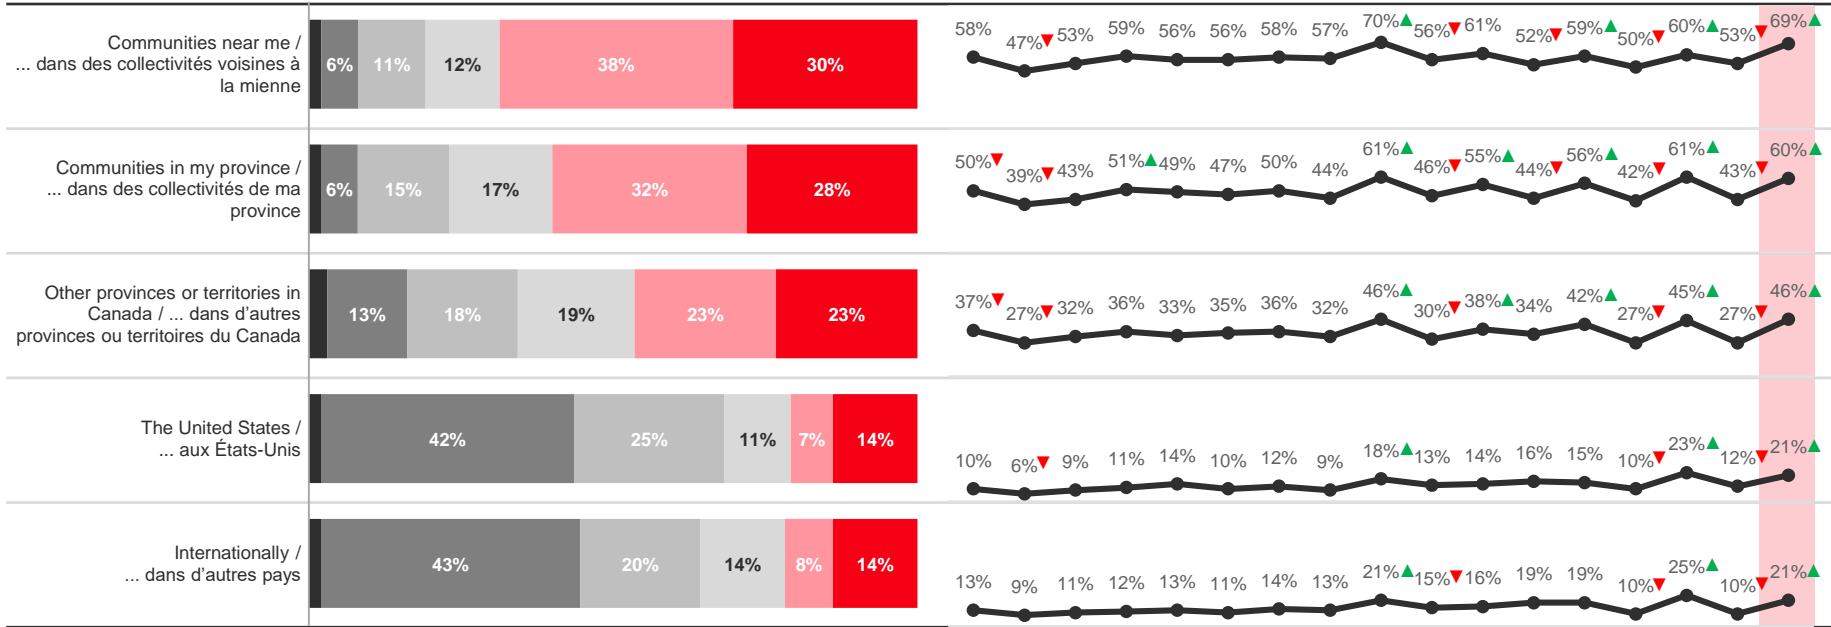 Communities near me /
... dans des collectivités voisines à
la mienne
6% 11% 12% 38% 30%
58% 47%▼ 53% 59% 56% 56% 58% 57% 70%▲ 56%▼ 61% 52%▼ 59%▲ 50%▼ 60%▲ 53%▼ 69%▲
Communities in my province /
... dans des collectivités de ma
province
6% 15% 17% 32% 28%
50%▼ 39%▼ 43% 51%▲ 49% 47% 50% 44% 61%▲ 46%▼ 55%▲ 44%▼ 56%▲ 42%▼ 61%▲ 43%▼ 60%▲
Other provinces or territories in
Canada / ... dans d'autres
provinces ou territoires du Canada
13% 18% 19% 23% 23%
37%▼ 27%▼ 32% 36% 33% 35% 36% 32% 46%▲ 30%▼ 38%▲ 34% 42%▲ 27%▼ 45%▲ 27%▼ 46%▲
The United States /
... aux États-Unis
42% 25% 11% 7% 14%
10% 6%▼ 9% 11% 14% 10% 12% 9% 18%▲ 13% 14% 16% 15% 10%▼ 23%▲ 12%▼ 21%▲
Internationally /
... dans d'autres pays
43% 20% 14% 8% 14%
13% 9% 11% 12% 13% 11% 14% 13% 21%▲ 15%▼ 16% 19% 19% 10%▼ 25%▲ 10%▼ 21%▲